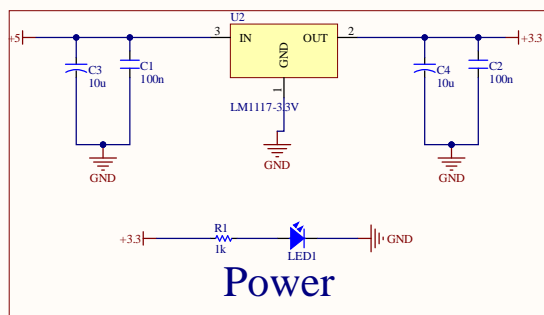 U2
+5
3
IN
OUT
2
+3.3
GND
C3
10u
C1
100n
1
C4
10u
C2
100n
LM1117-3.3V
GND
GND
GND
+3.3
R1
1k
LED1
GND
Power